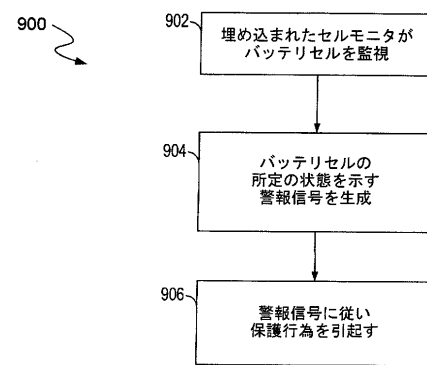 900
902
埋め込まれたセルモニタが
バッテリセルを監視
904
バッテリセルの
所定の状態を示す
警報信号を生成
906
警報信号に従い
保護行為を引起す